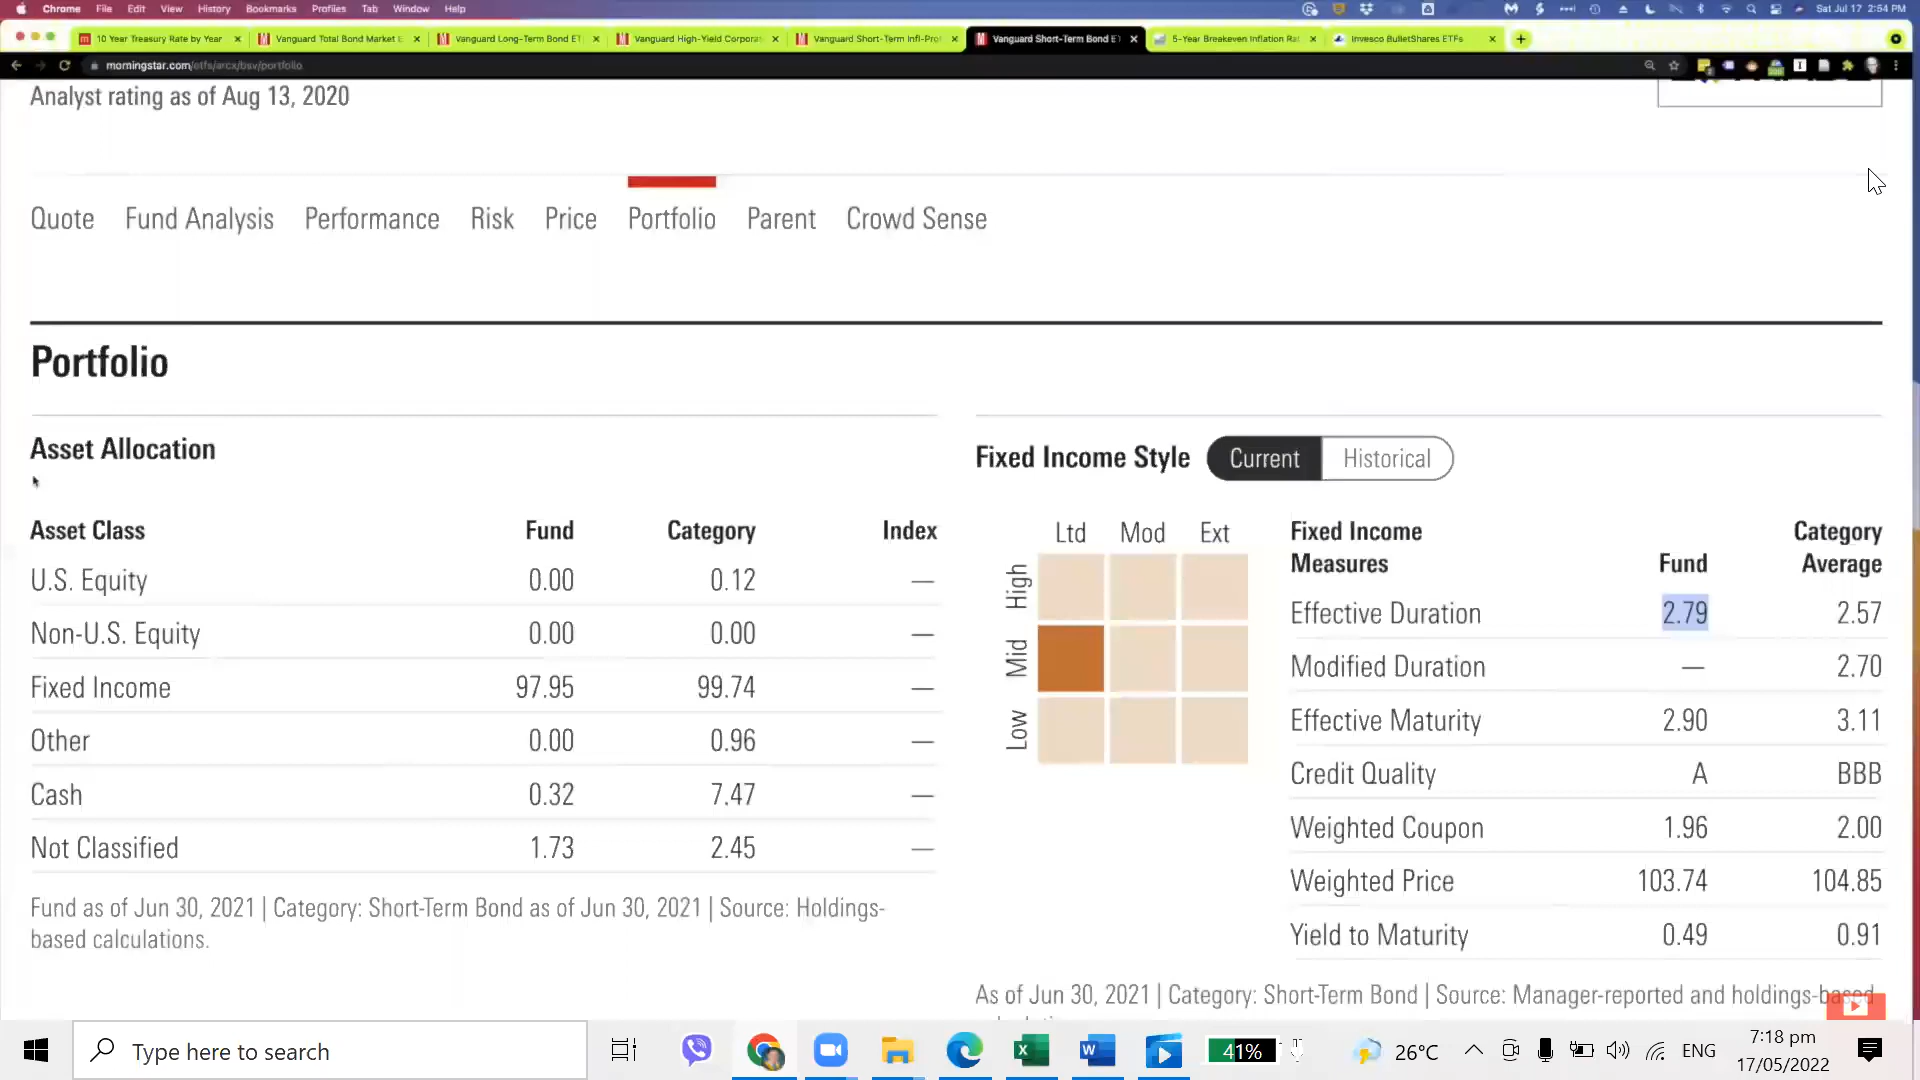 Chrome File Edit View History Bookmarks Profiles Tab Window Help
Sat Jul 17 2:54 PM
10 Year Treasury Rate by Year
Vanguard Total Bond Market E
Vanguard Long-Term Bond ET
Vanguard High-Yield Corporat
Vanguard Short-Term Infl-Pro
Vanguard Short-Term Bond ET
5-Year Breakeven Inflation Rat
Invesco BulletShares ETFs
morningstar.com/etfs/arcx/bsv/portfolio
Analyst rating as of Aug 13, 2020
Quote Fund Analysis Performance Risk Price Portfolio Parent Crowd Sense
Portfolio
Asset Allocation
Asset Class Fund Category Index
U.S. Equity 0.00 0.12 —
Non-U.S. Equity 0.00 0.00 —
Fixed Income 97.95 99.74 —
Other 0.00 0.96 —
Cash 0.32 7.47 —
Not Classified 1.73 2.45 —
Fund as of Jun 30, 2021 | Category: Short-Term Bond as of Jun 30, 2021 | Source: Holdings-
based calculations.
Fixed Income Style Current Historical
Ltd Mod Ext
High
Mid
Low
Fixed Income
Measures Fund Category
Average
Effective Duration 2.79 2.57
Modified Duration — 2.70
Effective Maturity 2.90 3.11
Credit Quality A BBB
Weighted Coupon 1.96 2.00
Weighted Price 103.74 104.85
Yield to Maturity 0.49 0.91
As of Jun 30, 2021 | Category: Short-Term Bond | Source: Manager-reported and holdings-based
Type here to search
41%
26°C
ENG
7:18 pm
17/05/2022